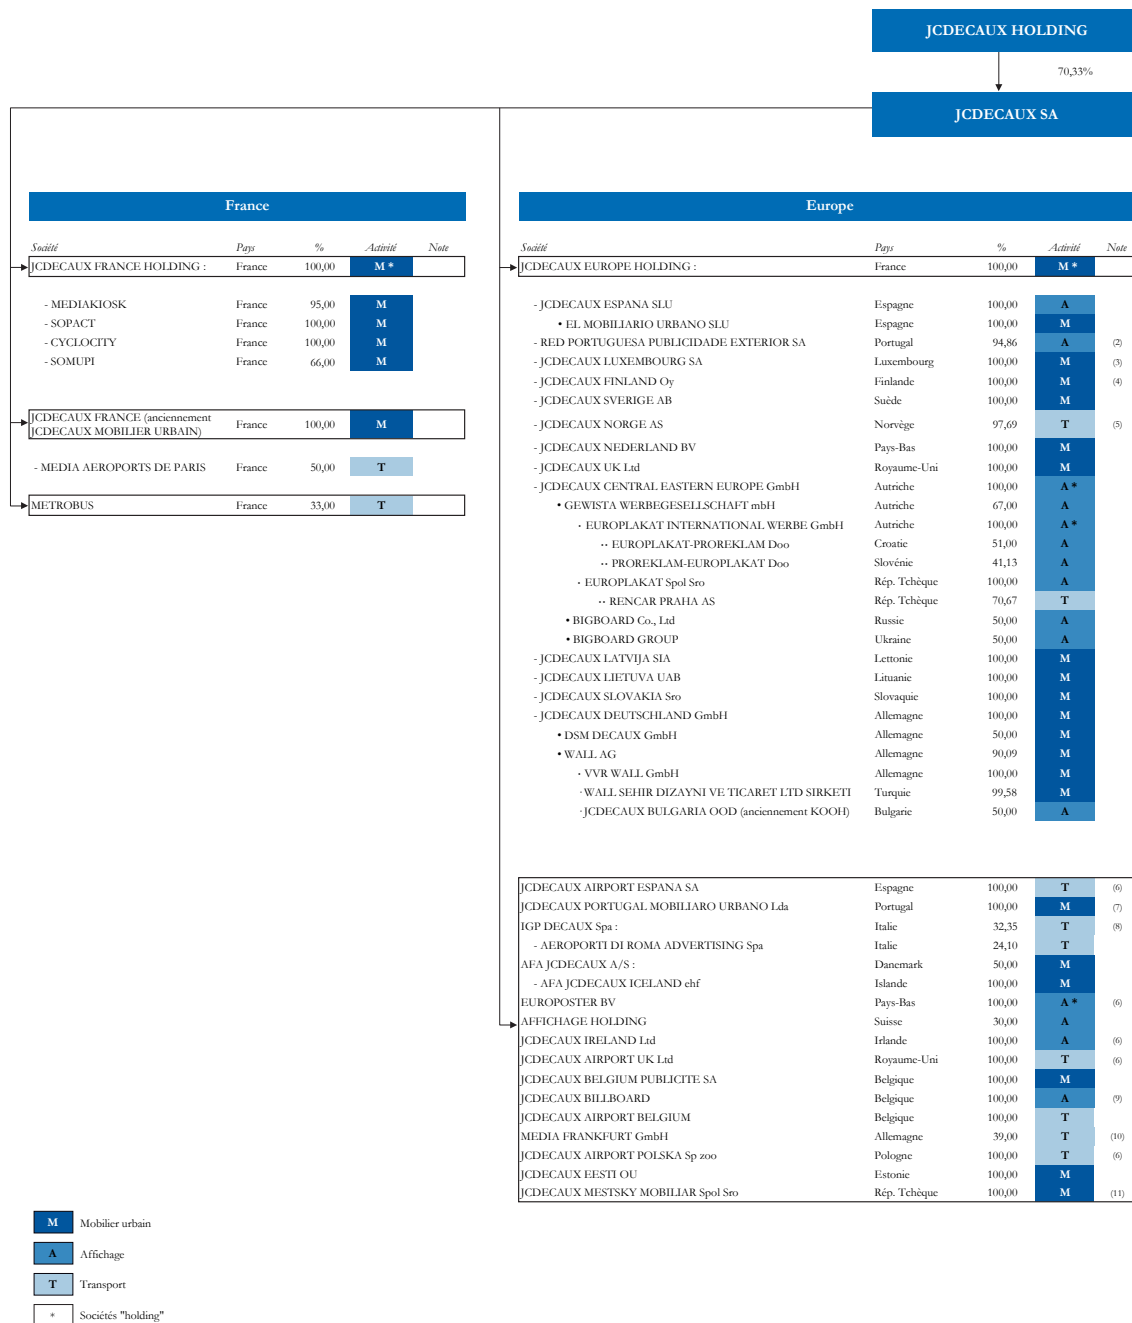 JCDECAUX HOLDING
70,33%
JCDECAUX SA
France
Société Pays % Activité Note
JCDECAUX FRANCE HOLDING : France 100,00 M *
- MEDIAKIOSK France 95,00 M
- SOPACT France 100,00 M
- CYCLOCITY France 100,00 M
- SOMUPI France 66,00 M
JCDECAUX FRANCE (anciennement
JCDECAUX MOBILIER URBAIN) France 100,00 M
- MEDIA AEROPORTS DE PARIS France 50,00 T
METROBUS France 33,00 T
Europe
Société Pays % Activité Note
JCDECAUX EUROPE HOLDING : France 100,00 M *
- JCDECAUX ESPANA SLU Espagne 100,00 A
• EL MOBILIARIO URBANO SLU Espagne 100,00 M
- RED PORTUGUESA PUBLICIDADE EXTERIOR SA Portugal 94,86 A (2)
- JCDECAUX LUXEMBOURG SA Luxembourg 100,00 M (3)
- JCDECAUX FINLAND Oy Finlande 100,00 M (4)
- JCDECAUX SVERIGE AB Suède 100,00 M
- JCDECAUX NORGE AS Norvège 97,69 T (5)
- JCDECAUX NEDERLAND BV Pays-Bas 100,00 M
- JCDECAUX UK Ltd Royaume-Uni 100,00 M
- JCDECAUX CENTRAL EASTERN EUROPE GmbH Autriche 100,00 A *
• GEWISTA WERBEGESELLSCHAFT mbH Autriche 67,00 A
· EUROPLAKAT INTERNATIONAL WERBE GmbH Autriche 100,00 A *
·· EUROPLAKAT-PROREKLAM Doo Croatie 51,00 A
·· PROREKLAM-EUROPLAKAT Doo Slovénie 41,13 A
· EUROPLAKAT Spol Sro Rép. Tchèque 100,00 A
·· RENCAR PRAHA AS Rép. Tchèque 70,67 T
• BIGBOARD Co., Ltd Russie 50,00 A
• BIGBOARD GROUP Ukraine 50,00 A
- JCDECAUX LATVIJA SIA Lettonie 100,00 M
- JCDECAUX LIETUVA UAB Lituanie 100,00 M
- JCDECAUX SLOVAKIA Sro Slovaquie 100,00 M
- JCDECAUX DEUTSCHLAND GmbH Allemagne 100,00 M
• DSM DECAUX GmbH Allemagne 50,00 M
• WALL AG Allemagne 90,09 M
· VVR WALL GmbH Allemagne 100,00 M
· WALL SEHIR DIZAYNI VE TICARET LTD SIRKETI Turquie 99,58 M
· JCDECAUX BULGARIA OOD (anciennement KOOH) Bulgarie 50,00 A
JCDECAUX AIRPORT ESPANA SA Espagne 100,00 T (6)
JCDECAUX PORTUGAL MOBILIARO URBANO Lda Portugal 100,00 M (7)
IGP DECAUX Spa : Italie 32,35 T (8)
- AEROPORTI DI ROMA ADVERTISING Spa Italie 24,10 T
AFA JCDECAUX A/S : Danemark 50,00 M
- AFA JCDECAUX ICELAND ehf Islande 100,00 M
EUROPOSTER BV Pays-Bas 100,00 A * (6)
AFFICHAGE HOLDING Suisse 30,00 A
JCDECAUX IRELAND Ltd Irlande 100,00 A (6)
JCDECAUX AIRPORT UK Ltd Royaume-Uni 100,00 T (6)
JCDECAUX BELGIUM PUBLICITE SA Belgique 100,00 M
JCDECAUX BILLBOARD Belgique 100,00 A (9)
JCDECAUX AIRPORT BELGIUM Belgique 100,00 T
MEDIA FRANKFURT GmbH Allemagne 39,00 T (10)
JCDECAUX AIRPORT POLSKA Sp zoo Pologne 100,00 T (6)
JCDECAUX EESTI OU Estonie 100,00 M
JCDECAUX MESTSKY MOBILIAR Spol Sro Rép. Tchèque 100,00 M (11)
M Mobilier urbain
A Affichage
T Transport
* Sociétés "holding"